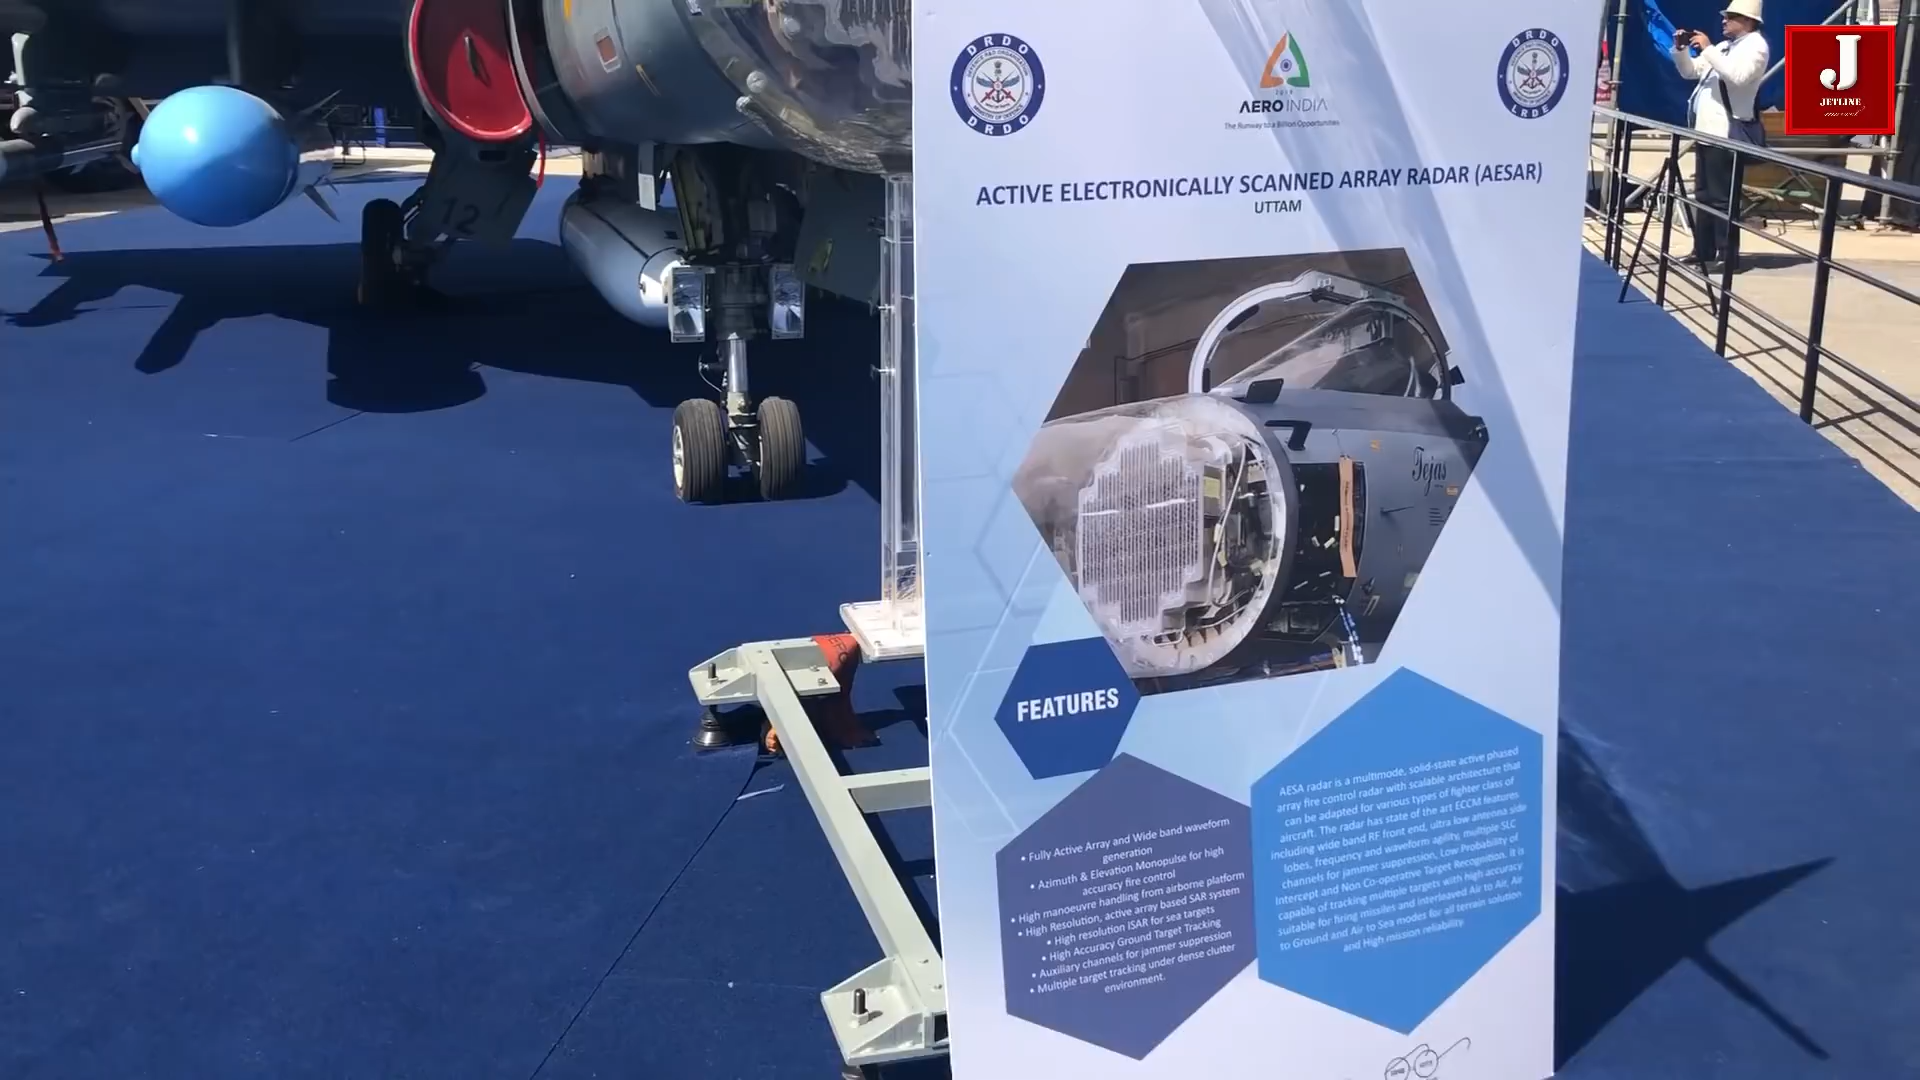 J
JETLINE
DRDO
DRDO
2019
AERO INDIA
The Runway to a Billion Opportunities
DRDO
LRDE
ACTIVE ELECTRONICALLY SCANNED ARRAY RADAR (AESAR)
UTTAM
12
Tejas
FEATURES
• Fully Active Array and Wide band waveform
generation
• Azimuth & Elevation Monopulse for high
accuracy fire control
• High manoeuvre handling from airborne platform
• High Resolution, active array based SAR system
• High resolution ISAR for sea targets
• High Accuracy Ground Target Tracking
• Auxiliary channels for jammer suppression
• Multiple target tracking under dense clutter
environment.
AESA radar is a multimode, solid-state active phased
array fire control radar with scalable architecture that
can be adapted for various types of fighter class of
aircraft. The radar has state of the art ECCM features
including wide band RF front end, ultra low antenna side
lobes, frequency and waveform agility, multiple SLC
channels for jammer suppression, Low Probability of
Intercept and Non Co-operative Target Recognition. It is
capable of tracking multiple targets with high accuracy
suitable for firing missiles and interleaved Air to Air, Air
to Ground and Air to Sea modes for all terrain solution
and High mission reliability